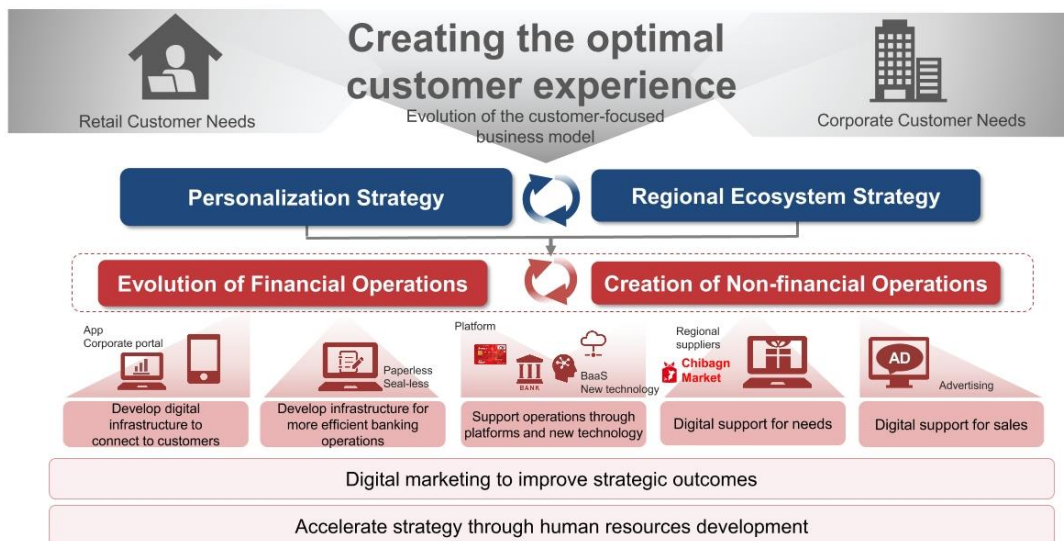 Creating the optimal
customer experience
Evolution of the customer-focused
business model
Retail Customer Needs
Corporate Customer Needs
Personalization Strategy
Regional Ecosystem Strategy
Evolution of Financial Operations
Creation of Non-financial Operations
App
Corporate portal
Paperless
Seal-less
Platform
BANK
BaaS
New technology
Regional
suppliers
Chibagn
Market
AD
Advertising
Develop digital
infrastructure to
connect to customers
Develop infrastructure for
more efficient banking
operations
Support operations through
platforms and new technology
Digital support for needs
Digital support for sales
Digital marketing to improve strategic outcomes
Accelerate strategy through human resources development